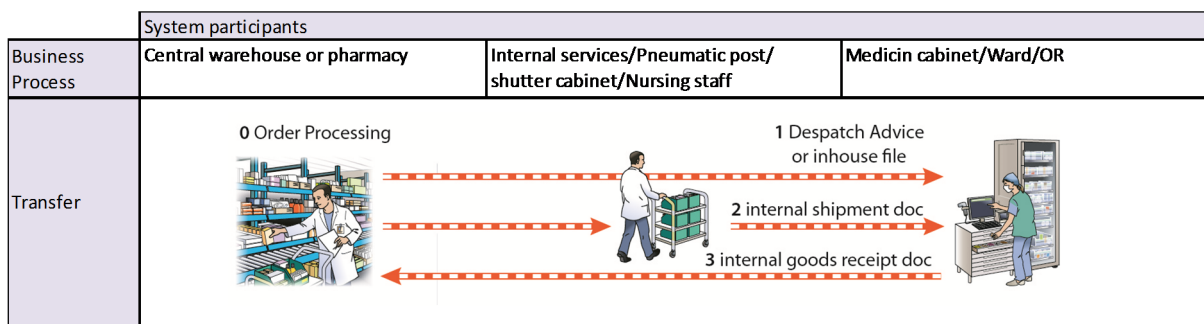 System participants
Business
Process
Central warehouse or pharmacy
Internal services/Pneumatic post/
shutter cabinet/Nursing staff
Medicin cabinet/Ward/OR
Transfer
0 Order Processing
1 Despatch Advice
or inhouse file
2 internal shipment doc
3 internal goods receipt doc